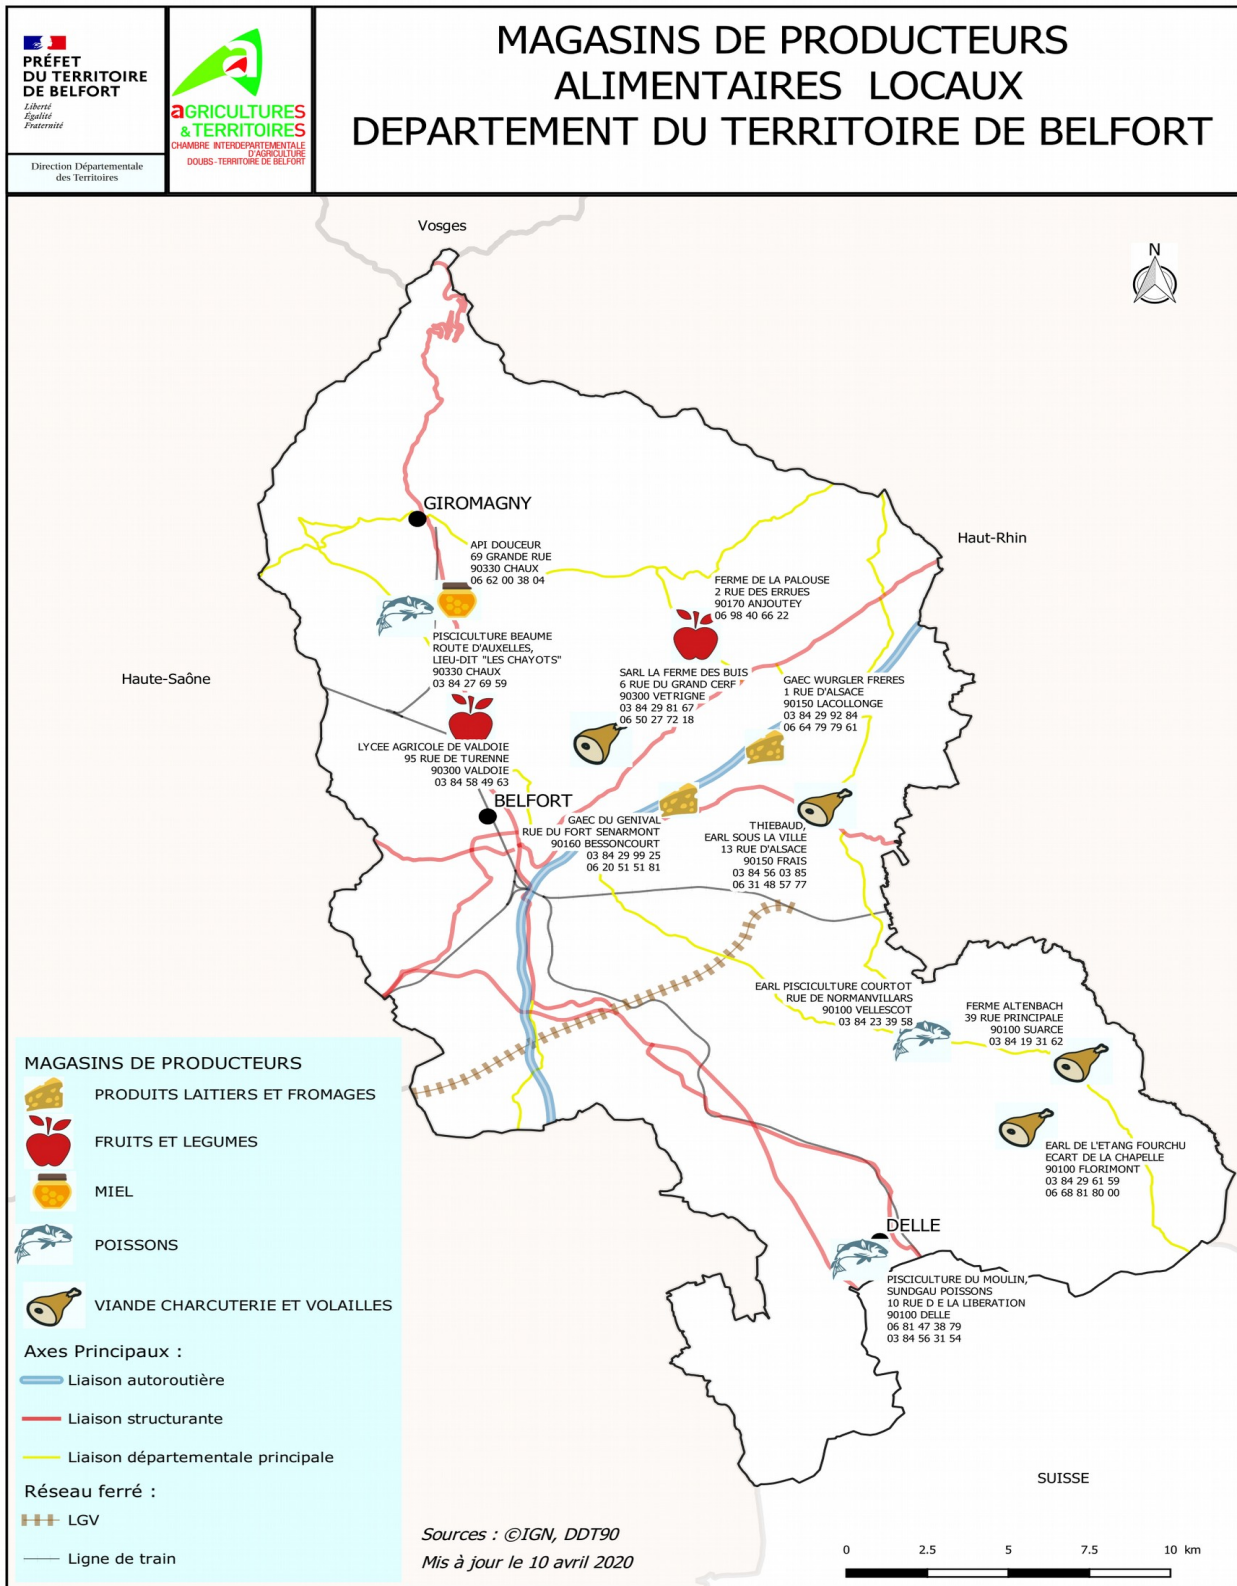 PRÉFET
DU TERRITOIRE
DE BELFORT
Liberté
Égalité
Fraternité
Direction Départementale
des Territoires
a
AGRICULTURES
& TERRITOIRES
CHAMBRE INTERDEPARTEMENTALE
D'AGRICULTURE
DOUBS - TERRITOIRE DE BELFORT
MAGASINS DE PRODUCTEURS
ALIMENTAIRES LOCAUX
DEPARTEMENT DU TERRITOIRE DE BELFORT
Vosges
N
GIROMAGNY
Haut-Rhin
API DOUCEUR
69 GRANDE RUE
90330 CHAUX
06 62 00 38 04
FERME DE LA PALOUSE
2 RUE DES ERRUES
90170 ANJOUTEY
06 98 40 66 22
PISCICULTURE BEAUME
ROUTE D'AUXELLES,
LIEU-DIT "LES CHAYOTS"
90330 CHAUX
03 84 27 69 59
Haute-Saône
SARL LA FERME DES BUIS
6 RUE DU GRAND CERF
90300 VETRIGNE
03 84 29 81 67
06 50 27 72 18
GAEC WURGLER FRERES
1 RUE D'ALSACE
90150 LACOLLONGE
03 84 29 92 84
06 64 79 79 61
LYCEE AGRICOLE DE VALDOIE
95 RUE DE TURENNE
90300 VALDOIE
03 84 58 49 63
BELFORT
GAEC DU GENIVAL
RUE DU FORT SENARMONT
90160 BESSONCOURT
03 84 29 99 25
06 20 51 51 81
THIEBAUD,
EARL SOUS LA VILLE
13 RUE D'ALSACE
90150 FRAIS
03 84 56 03 85
06 31 48 57 77
EARL PISCICULTURE COURTOT
RUE DE NORMANVILLARS
90100 VELLESCOT
03 84 23 39 58
FERME ALTENBACH
39 RUE PRINCIPALE
90100 SUARCE
03 84 19 31 62
EARL DE L'ETANG FOURCHU
ECART DE LA CHAPELLE
90100 FLORIMONT
03 84 29 61 59
06 68 81 80 00
DELLE
PISCICULTURE DU MOULIN,
SUNDGAU POISSONS
10 RUE D E LA LIBERATION
90100 DELLE
06 81 47 38 79
03 84 56 31 54
SUISSE
MAGASINS DE PRODUCTEURS
PRODUITS LAITIERS ET FROMAGES
FRUITS ET LEGUMES
MIEL
POISSONS
VIANDE CHARCUTERIE ET VOLAILLES
Axes Principaux :
Liaison autoroutière
Liaison structurante
Liaison départementale principale
Réseau ferré :
LGV
Ligne de train
Sources : ©IGN, DDT90
Mis à jour le 10 avril 2020
0 2.5 5 7.5 10 km